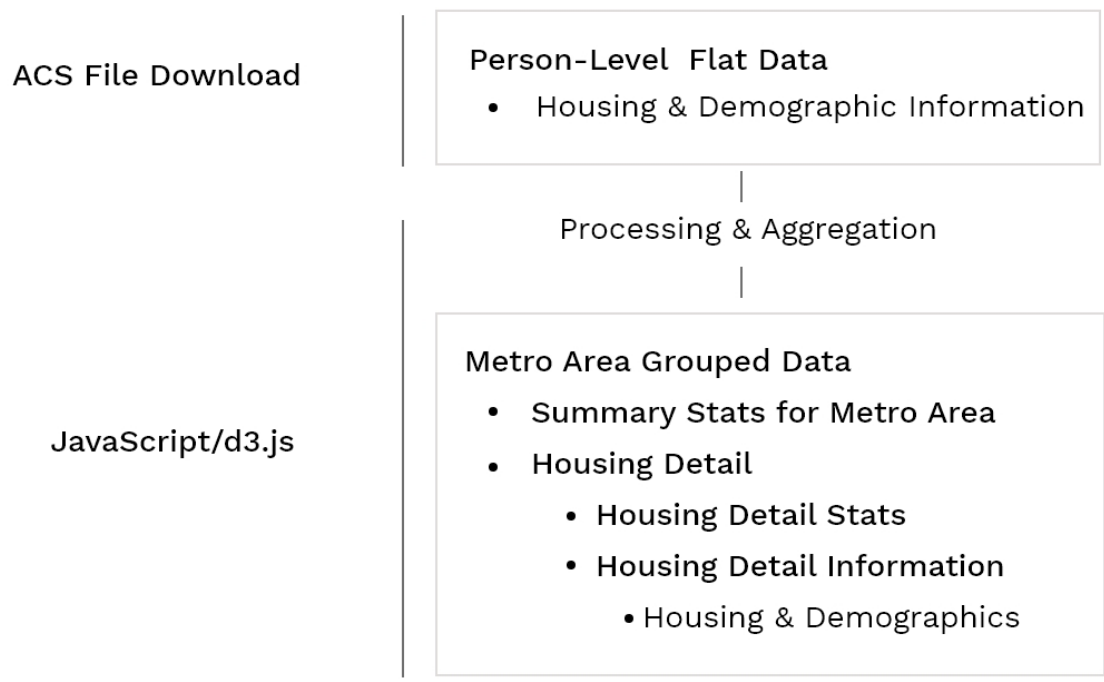 ACS File Download
Person-Level  Flat Data
• Housing & Demographic Information
Processing & Aggregation
JavaScript/d3.js
Metro Area Grouped Data
• Summary Stats for Metro Area
• Housing Detail
• Housing Detail Stats
• Housing Detail Information
• Housing & Demographics